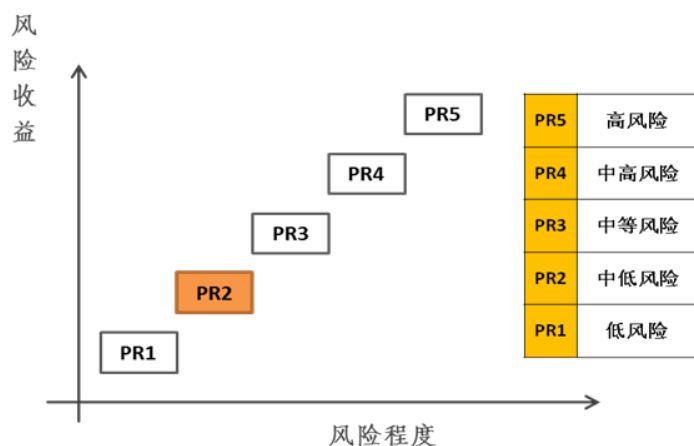 风
险
收
益
PR5
PR4
PR3
PR2
PR1
风险程度
PR5 高风险
PR4 中高风险
PR3 中等风险
PR2 中低风险
PR1 低风险